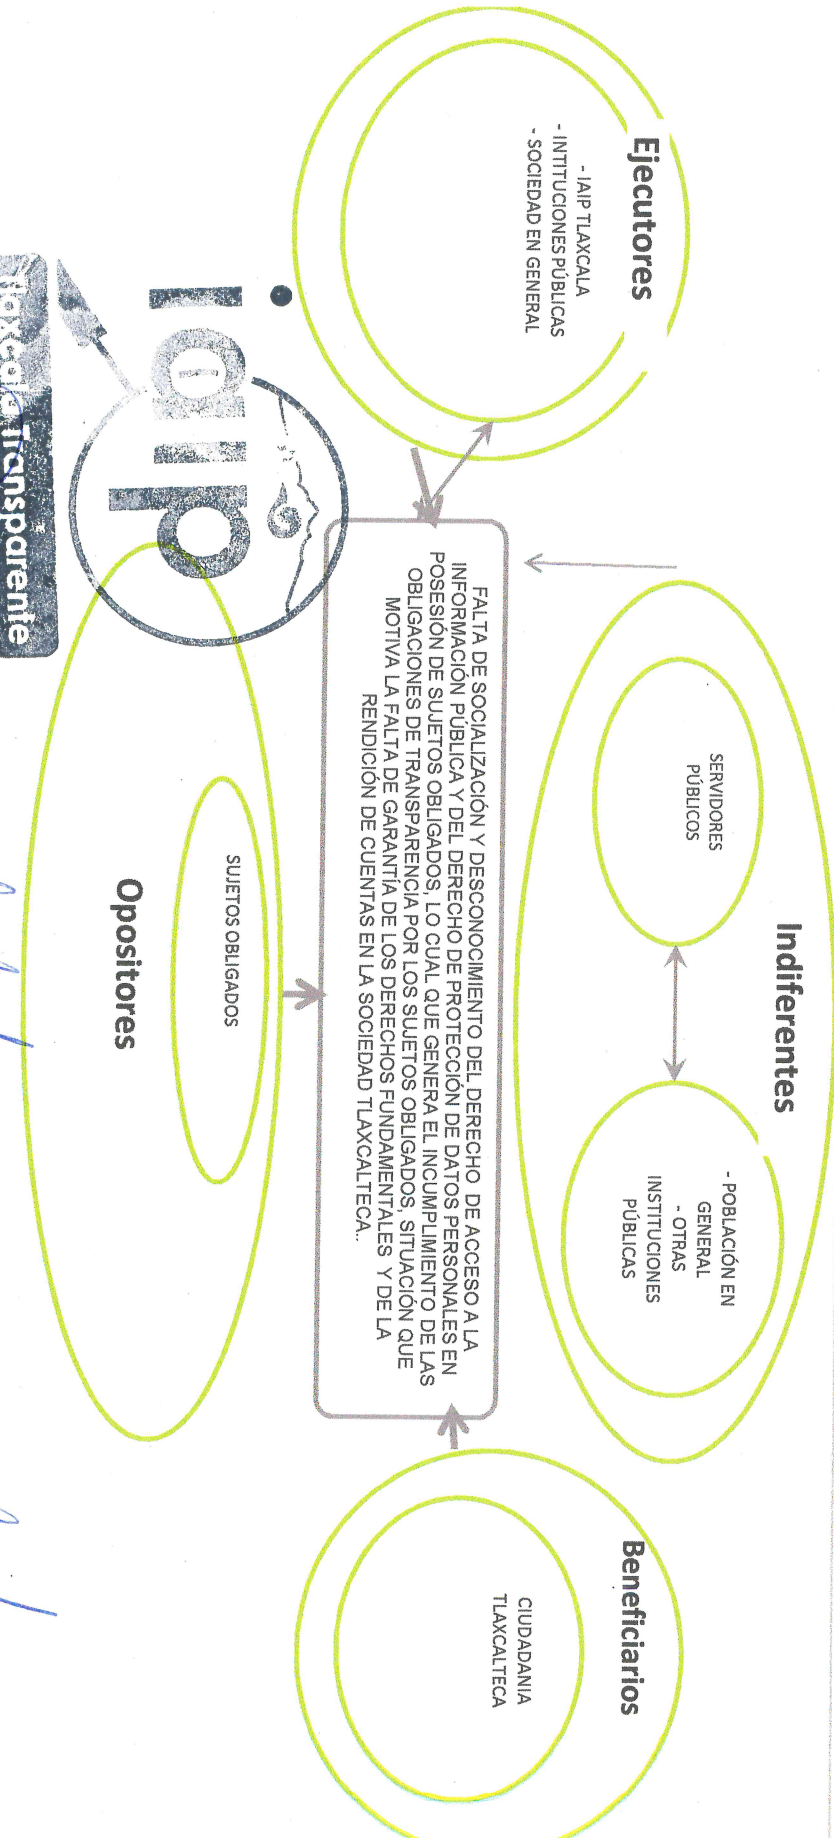 Indiferentes
SERVIDORES
PÚBLICOS
- POBLACIÓN EN
GENERAL
- OTRAS
INSTITUCIONES
PÚBLICAS
Ejecutores
- IAIP TLAXCALA
- INTITUCIONES PÚBLICAS
- SOCIEDAD EN GENERAL
FALTA DE SOCIALIZACIÓN Y DESCONOCIMIENTO DEL DERECHO DE ACCESO A LA
INFORMACIÓN PÚBLICA Y DEL DERECHO DE PROTECCIÓN DE DATOS PERSONALES EN
POSESIÓN DE SUJETOS OBLIGADOS, LO CUAL QUE GENERA EL INCUMPLIMIENTO DE LAS
OBLIGACIONES DE TRANSPARENCIA POR LOS SUJETOS OBLIGADOS, SITUACIÓN QUE
MOTIVA LA FALTA DE GARANTÍA DE LOS DERECHOS FUNDAMENTALES Y DE LA
RENDICIÓN DE CUENTAS EN LA SOCIEDAD TLAXCALTECA..
Beneficiarios
CIUDADANIA
TLAXCALTECA
SUJETOS OBLIGADOS
Opositores
iaip
Tlaxcala Transparente